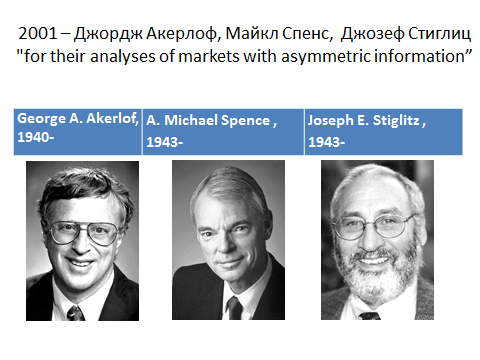 2001 – Джордж Акерлоф, Майкл Спенс,  Джозеф Стиглиц
"for their analyses of markets with asymmetric information”
George A. Akerlof,
1940-
A. Michael Spence ,
1943-
Joseph E. Stiglitz ,
1943-